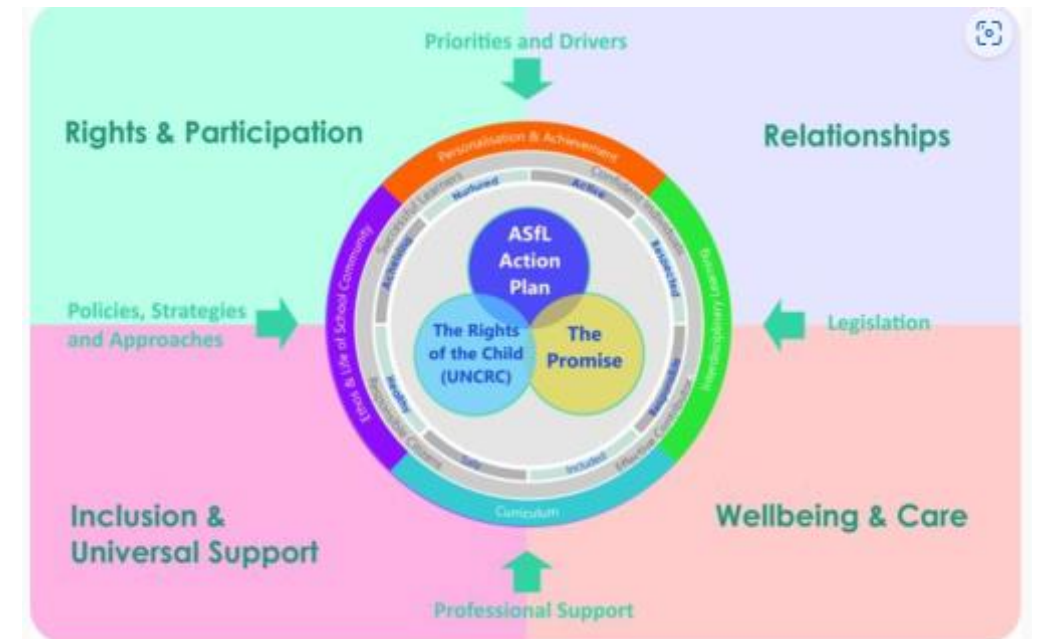 Priorities and Drivers
Rights & Participation
Relationships
Personalisation & Achievement
Successful Learners
Confident Individuals
Nurtured
Active
Achieving
Respected
ASfL
Action
Plan
Ethos & Life of School Community
Interdisciplinary Learning
Policies, Strategies
and Approaches
Legislation
The Rights
of the Child
(UNCRC)
The
Promise
Healthy
Responsible
Responsible Citizens
Effective Contributor
Safe
Included
Curriculum
Inclusion &
Universal Support
Wellbeing & Care
Professional Support